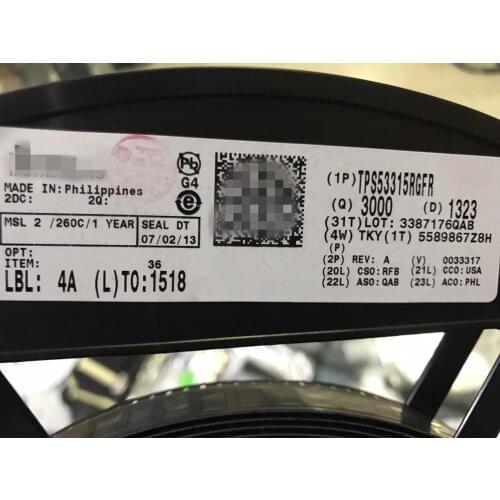 Pb
G4
e
MADE IN:Philippines
2DC: 2Q:
MSL 2 /260C/1 YEAR SEAL DT
07/02/13
OPT:
ITEM: 36
LBL: 4A (L)TO:1518
(1P)TPS53315RGFR
(Q) 3000 (D) 1323
(31T)LOT: 3387176QAB
(4W) TKY(1T) 5589867Z8H
(P)
(2P) REV: A (V) 0033317
(20L) CSO:RFB (21L) CCO:USA
(22L) ASO:QAB (23L) ACO:PHL